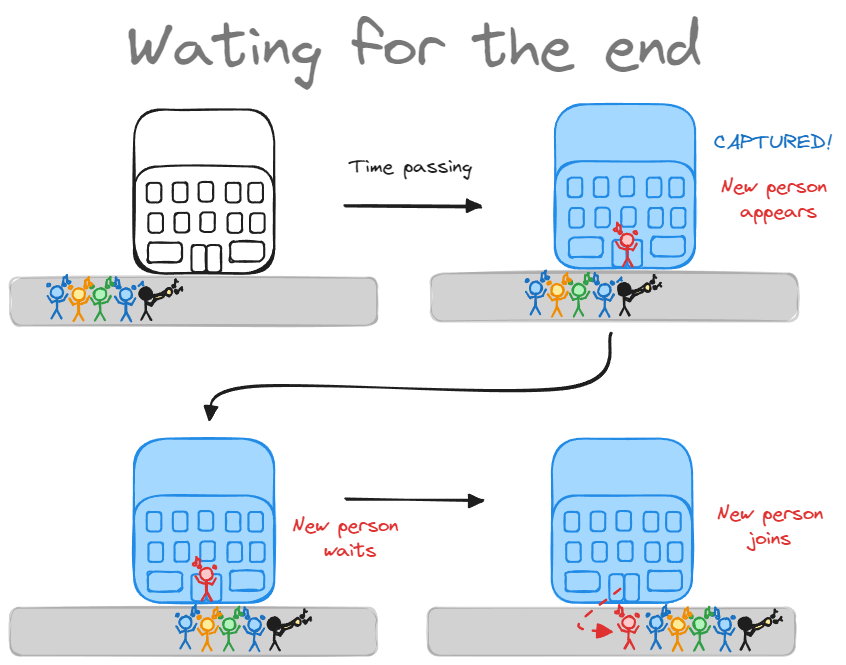 Wating for the end
Time passing
CAPTURED!
New person
appears
New person
waits
New person
joins